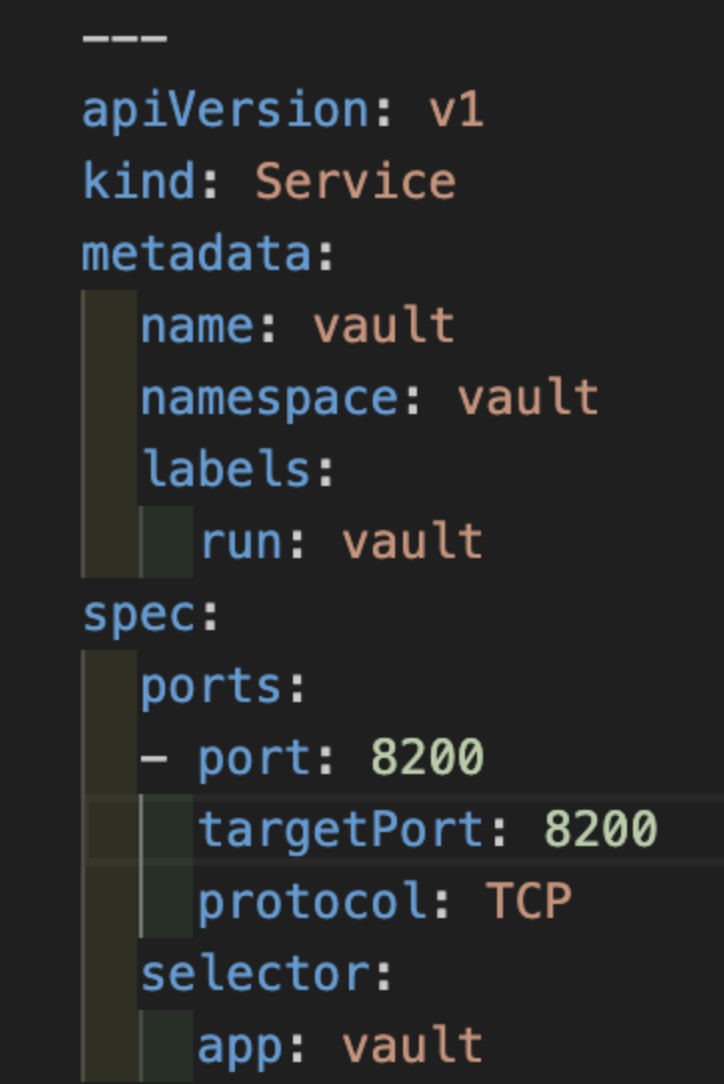 ---
apiVersion: v1
kind: Service
metadata:
  name: vault
  namespace: vault
  labels:
    run: vault
spec:
  ports:
  - port: 8200
    targetPort: 8200
    protocol: TCP
  selector:
    app: vault